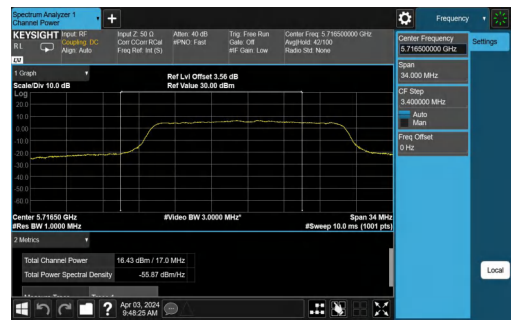 Spectrum Analyzer 1
Channel Power
+
Frequency
KEYSIGHT Input: RF
RL
Coupling: DC
Align: Auto
Input Z: 50 Ω
Corr CCorr RCal
Freq Ref: Int (S)
Atten: 40 dB
#PNO: Fast
Trig: Free Run
Gate: Off
#IF Gain: Low
Center Freq: 5.716500000 GHz
Avg|Hold: 42/100
Radio Std: None
LV
Center Frequency
5.716500000 GHz
Settings
Span
34.000 MHz
CF Step
3.400000 MHz
Auto
Man
Freq Offset
0 Hz
1 Graph
Scale/Div 10.0 dB
Ref Lvl Offset 3.56 dB
Ref Value 30.00 dBm
Log
20.0
10.0
0.00
-10.0
-20.0
-30.0
-40.0
-50.0
-60.0
Center 5.71650 GHz
#Video BW 3.0000 MHz*
Span 34 MHz
#Res BW 1.0000 MHz
#Sweep 10.0 ms (1001 pts)
2 Metrics
Total Channel Power 16.43 dBm / 17.0 MHz
Total Power Spectral Density -55.87 dBm/Hz
Local
?
Apr 03, 2024
9:48:25 AM